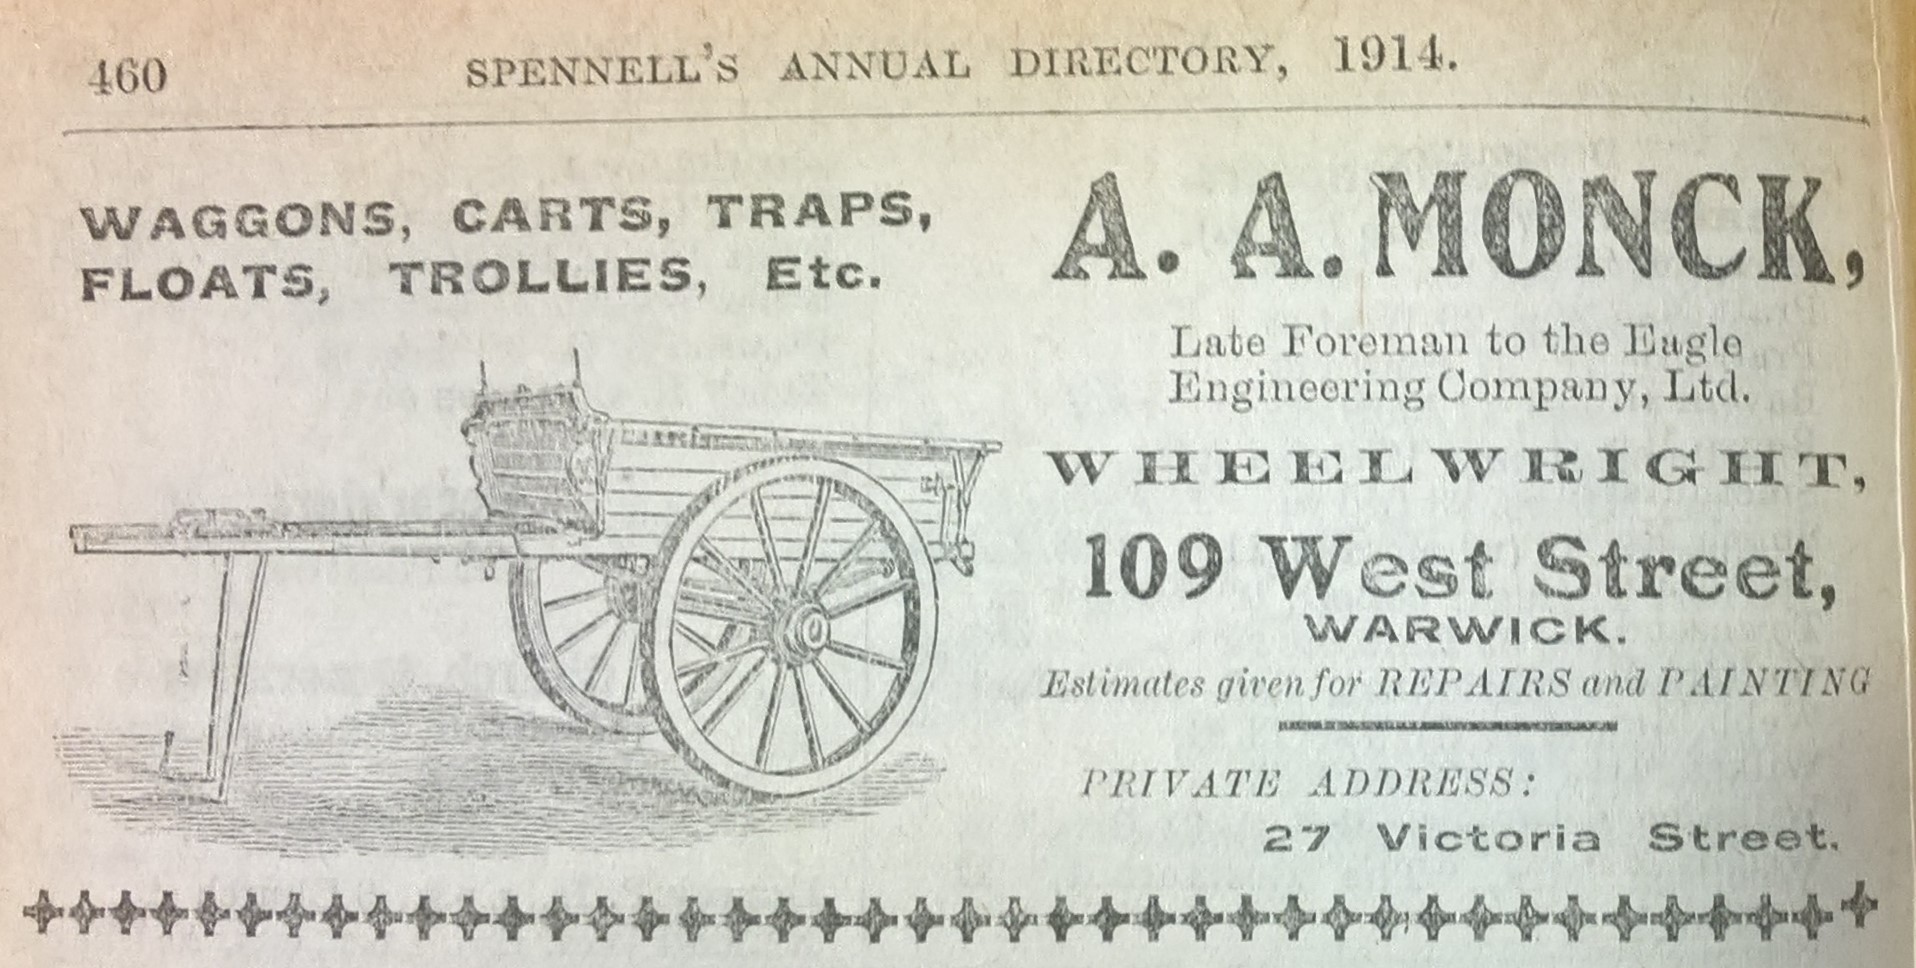 460 SPENNELL'S ANNUAL DIRECTORY, 1914.
WAGGONS, CARTS, TRAPS,
FLOATS, TROLLIES, Etc.
A. A. MONCK,
Late Foreman to the Eagle
Engineering Company, Ltd.
WHEELWRIGHT,
109 West Street,
WARWICK.
Estimates given for REPAIRS and PAINTING
PRIVATE ADDRESS:
27 Victoria Street.